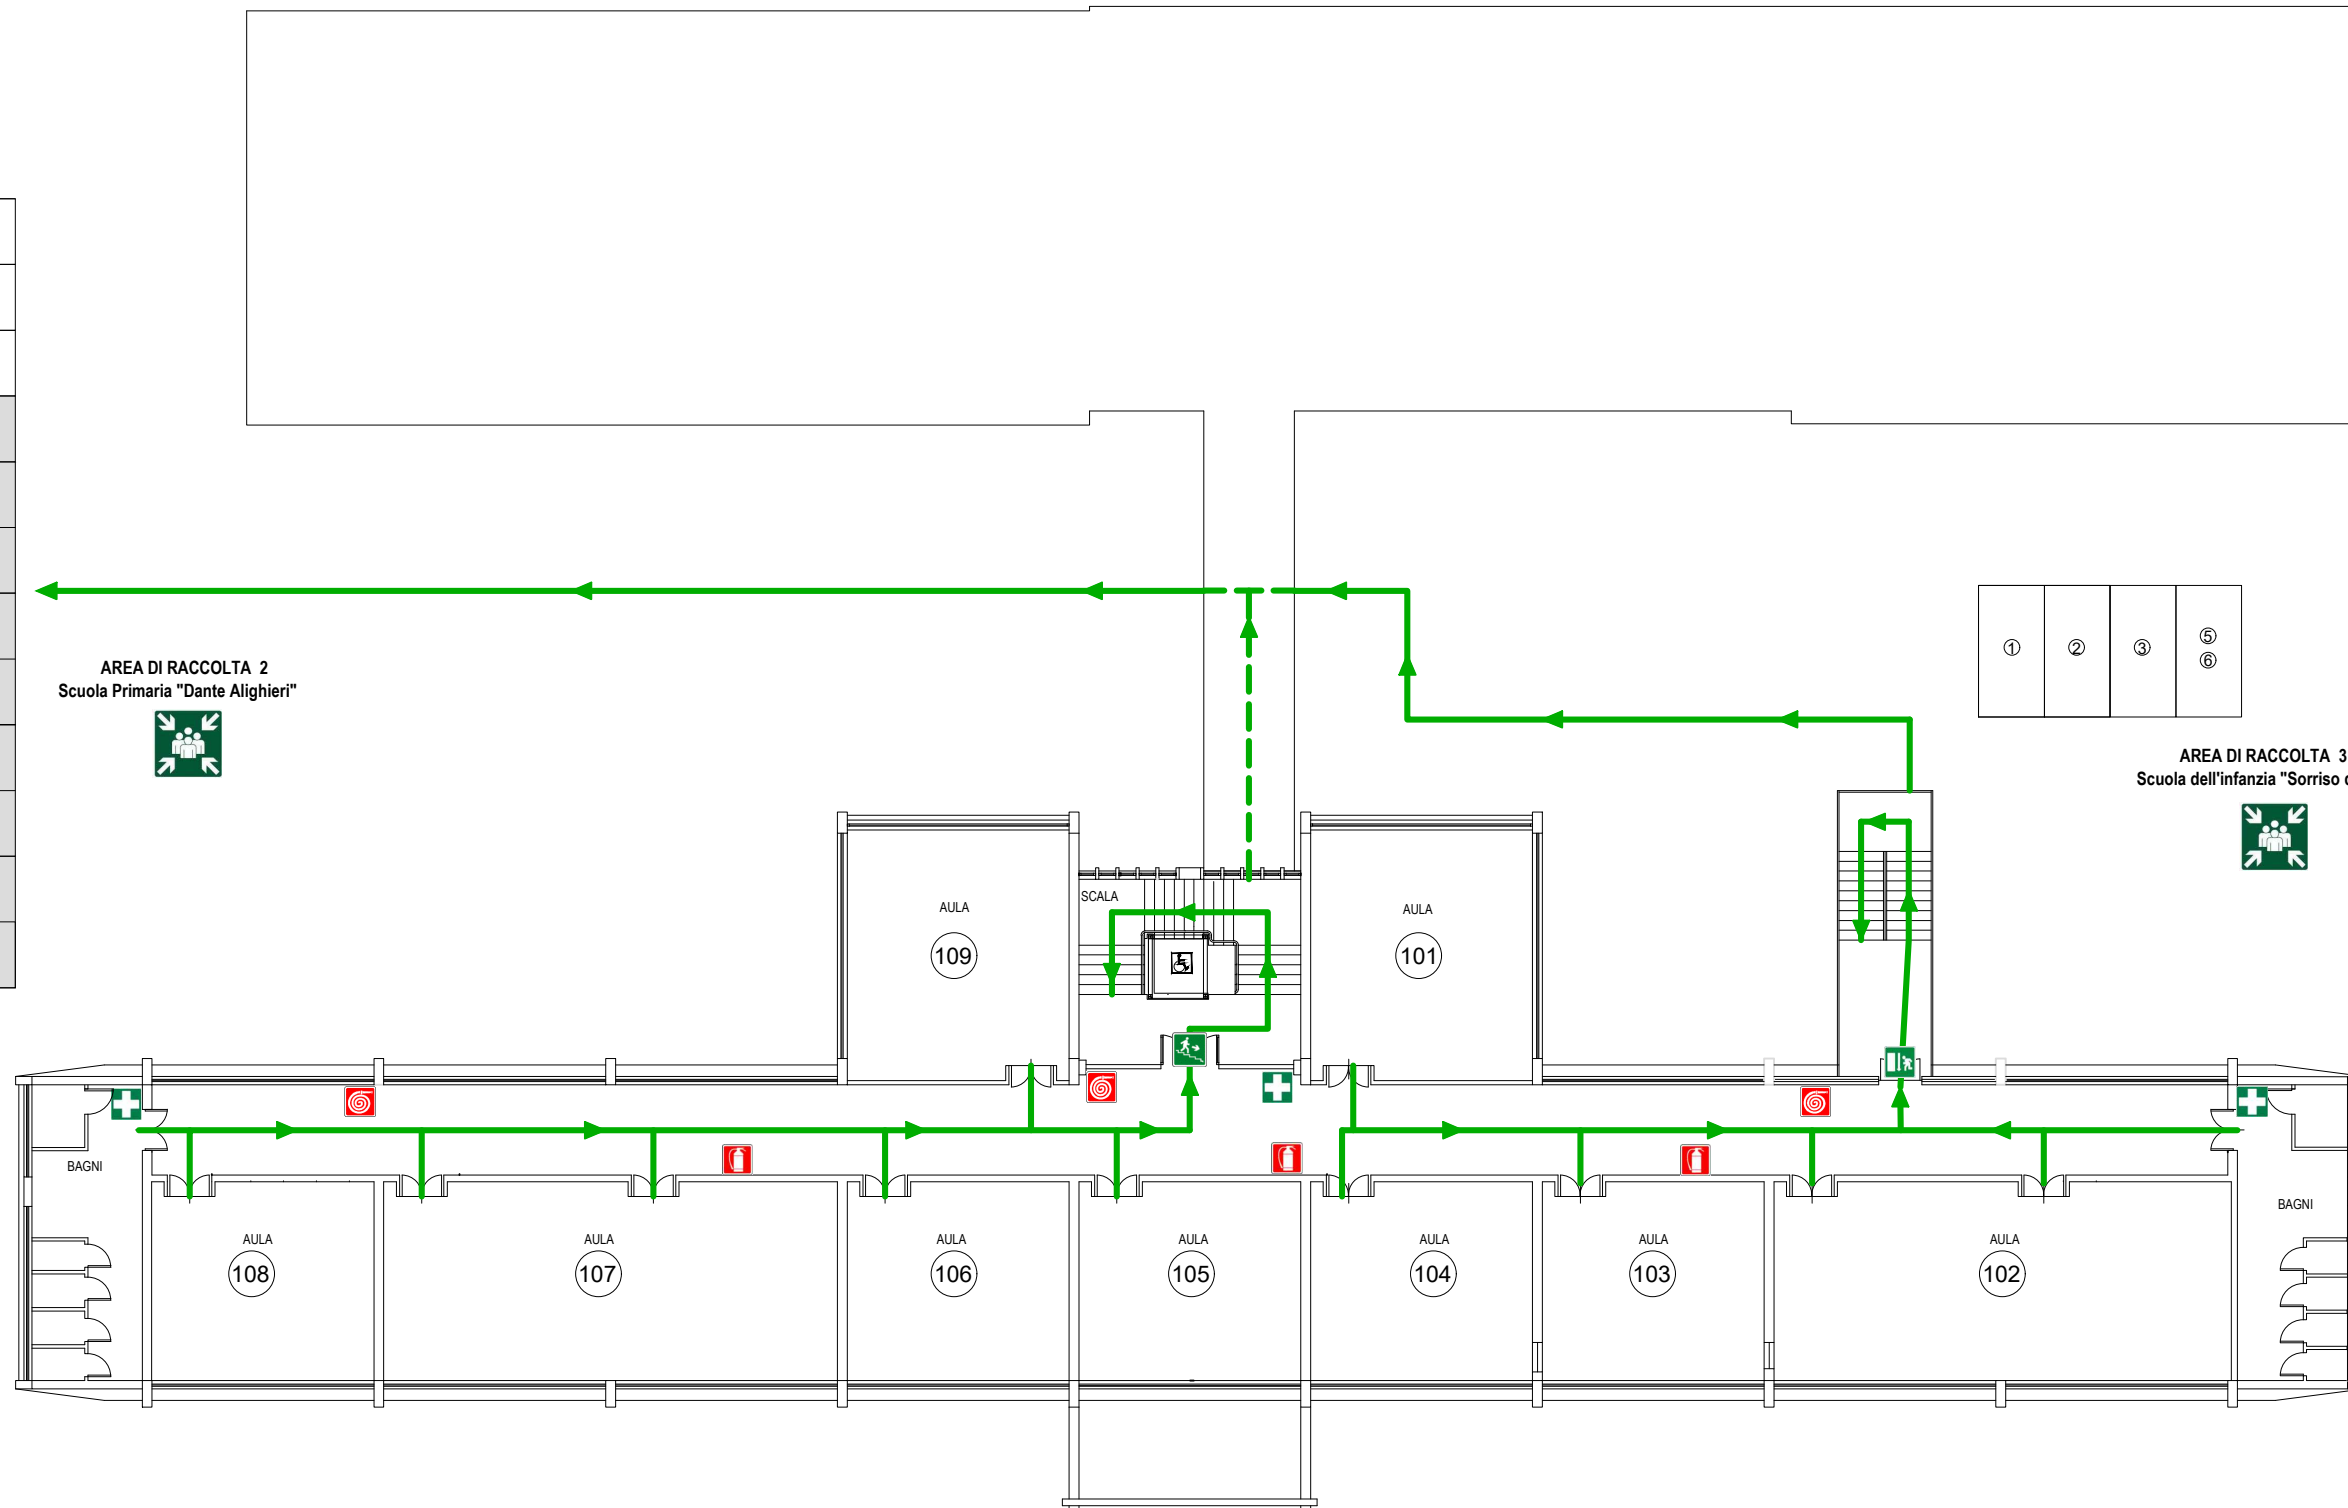 ① ② ③ ⑤
⑥
AREA DI RACCOLTA 2
Scuola Primaria "Dante Alighieri"
AREA DI RACCOLTA 3
Scuola dell'infanzia "Sorriso
SCALA
AULA
109
AULA
101
BAGNI
BAGNI
AULA
108
AULA
107
AULA
106
AULA
105
AULA
104
AULA
103
AULA
102